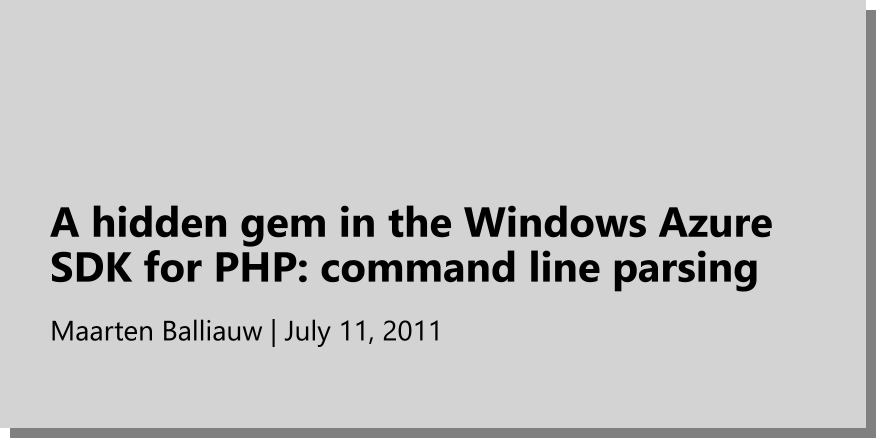 A hidden gem in the Windows Azure
SDK for PHP: command line parsing
Maarten Balliauw | July 11, 2011